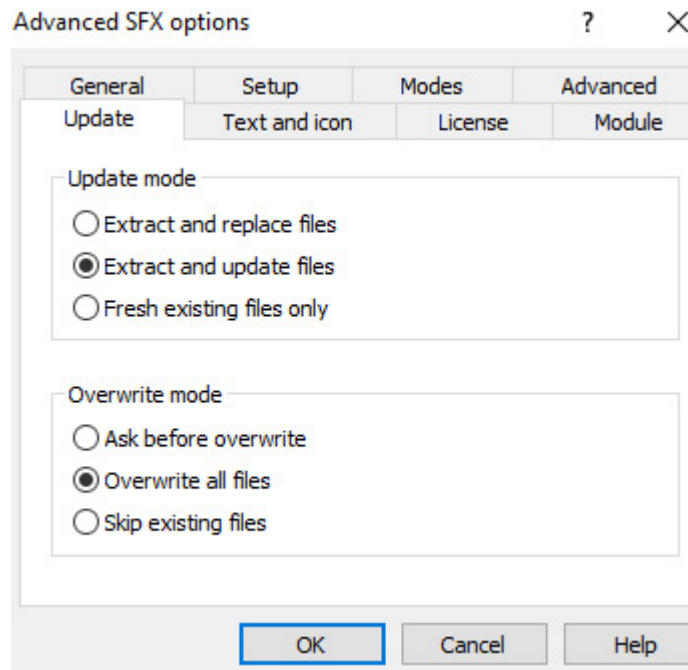 Advanced SFX options ?
General Setup Modes Advanced
Update Text and icon License Module
Update mode
Extract and replace files
Extract and update files
Fresh existing files only
Overwrite mode
Ask before overwrite
Overwrite all files
Skip existing files
OK Cancel Help